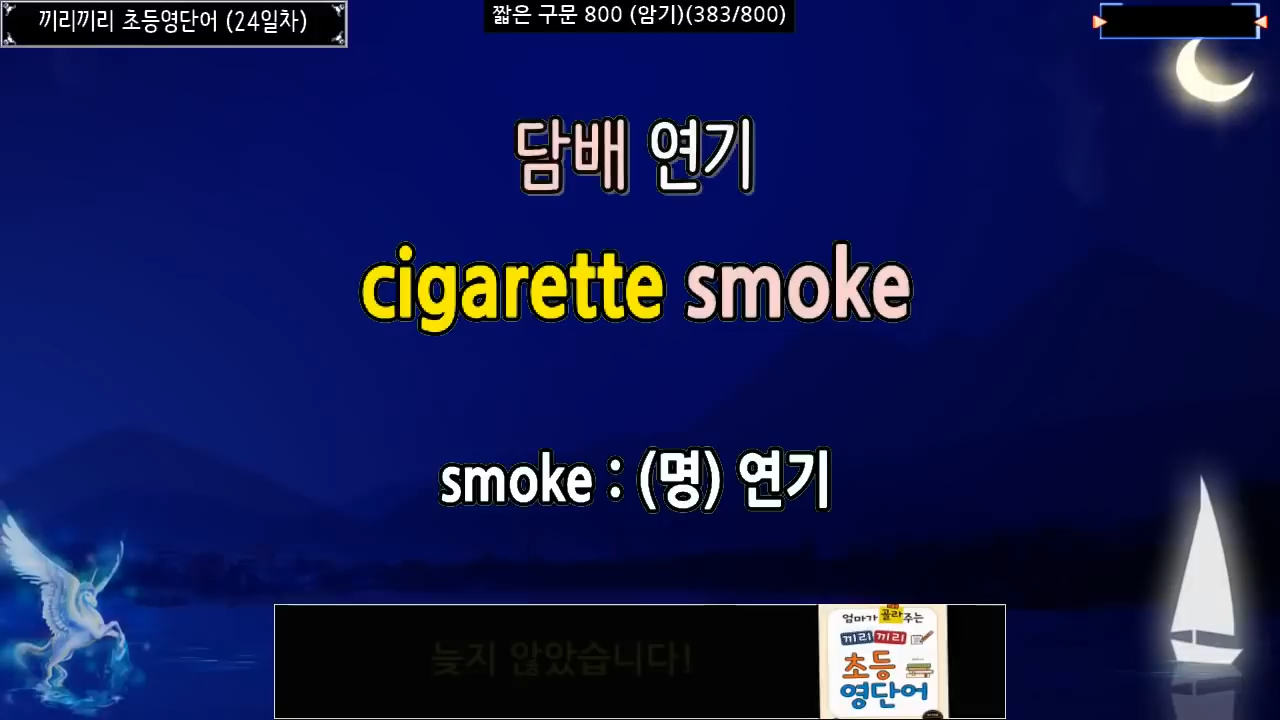 끼리끼리 초등영단어 (24일차)
짧은 구문 800 (암기)(383/800)
담배 연기
cigarette smoke
smoke : (명) 연기
늦지 않았습니다!
엄마가 골라주는
끼리끼리
초등
영단어